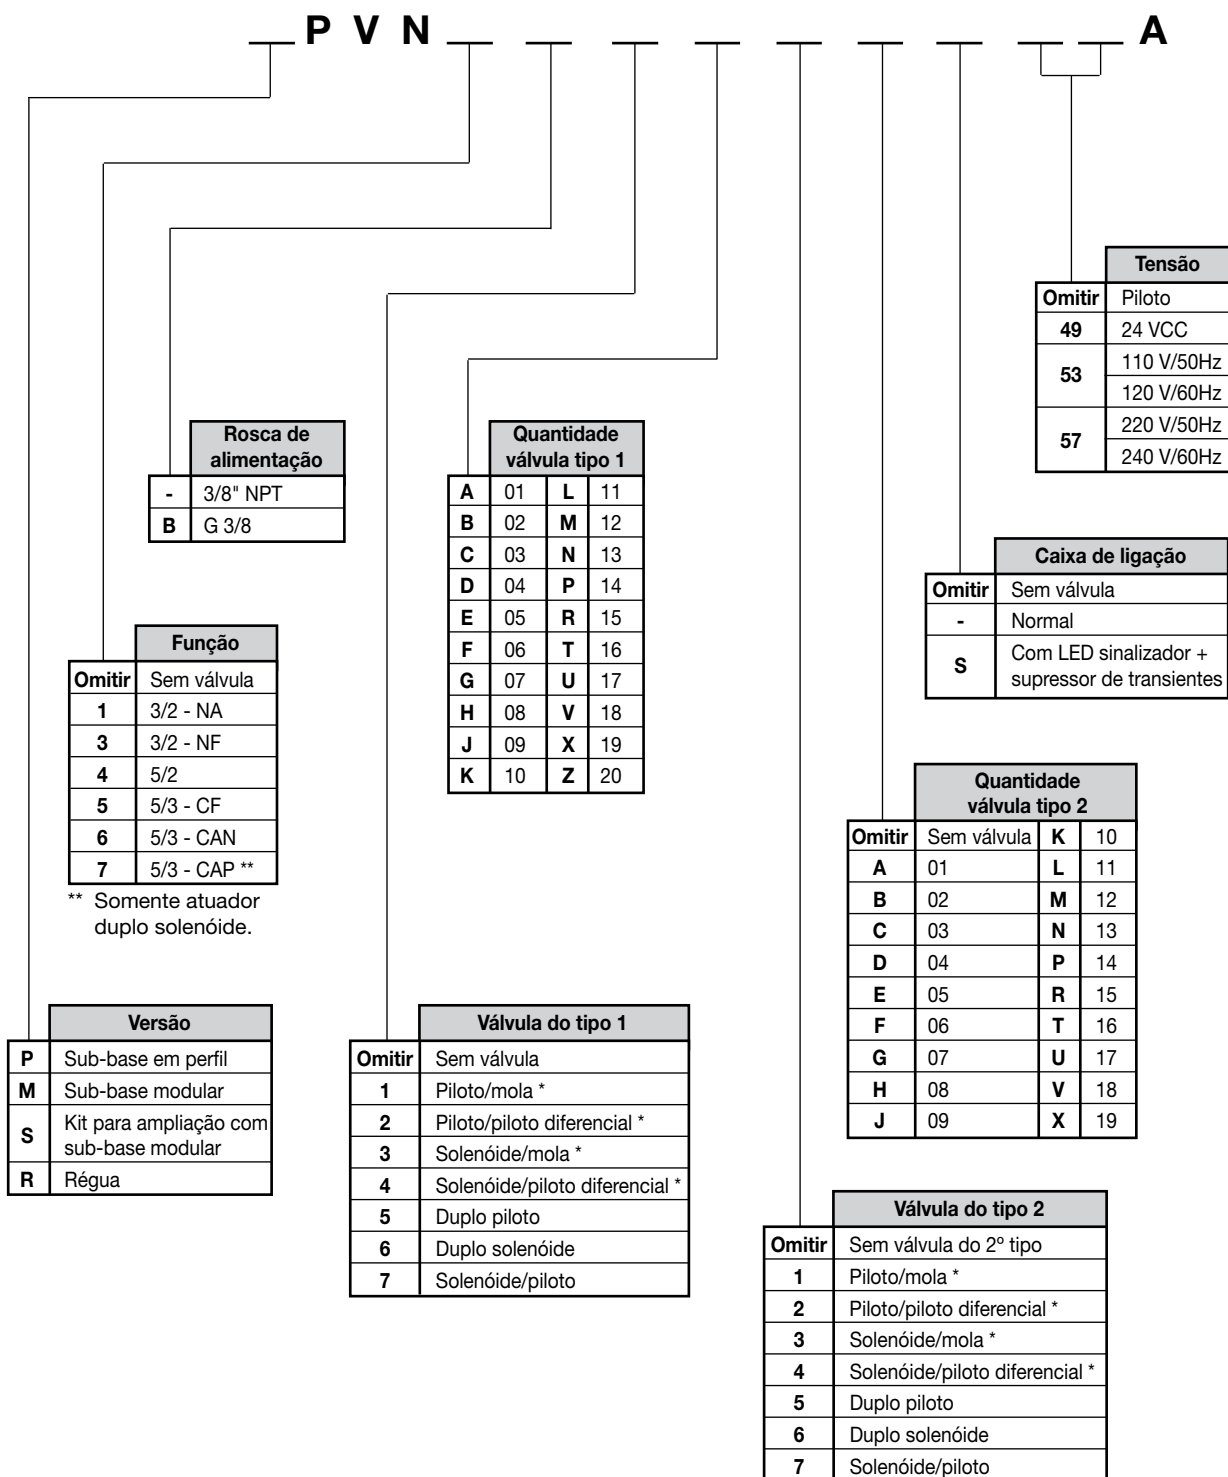 __ P V N __ __ __ __ __ __ __ __ __ A
Tensão
Omitir Piloto
49 24 VCC
53 110 V/50Hz
120 V/60Hz
57 220 V/50Hz
240 V/60Hz
Rosca de
alimentação
- 3/8" NPT
B G 3/8
Quantidade
válvula tipo 1
A 01 L 11
B 02 M 12
C 03 N 13
D 04 P 14
E 05 R 15
F 06 T 16
G 07 U 17
H 08 V 18
J 09 X 19
K 10 Z 20
Caixa de ligação
Omitir Sem válvula
- Normal
S Com LED sinalizador +
supressor de transientes
Função
Omitir Sem válvula
1 3/2 - NA
3 3/2 - NF
4 5/2
5 5/3 - CF
6 5/3 - CAN
7 5/3 - CAP **
** Somente atuador
duplo solenóide.
Quantidade
válvula tipo 2
Omitir Sem válvula K 10
A 01 L 11
B 02 M 12
C 03 N 13
D 04 P 14
E 05 R 15
F 06 T 16
G 07 U 17
H 08 V 18
J 09 X 19
Versão
P Sub-base em perfil
M Sub-base modular
S Kit para ampliação com
sub-base modular
R Régua
Válvula do tipo 1
Omitir Sem válvula
1 Piloto/mola *
2 Piloto/piloto diferencial *
3 Solenóide/mola *
4 Solenóide/piloto diferencial *
5 Duplo piloto
6 Duplo solenóide
7 Solenóide/piloto
Válvula do tipo 2
Omitir Sem válvula do 2º tipo
1 Piloto/mola *
2 Piloto/piloto diferencial *
3 Solenóide/mola *
4 Solenóide/piloto diferencial *
5 Duplo piloto
6 Duplo solenóide
7 Solenóide/piloto